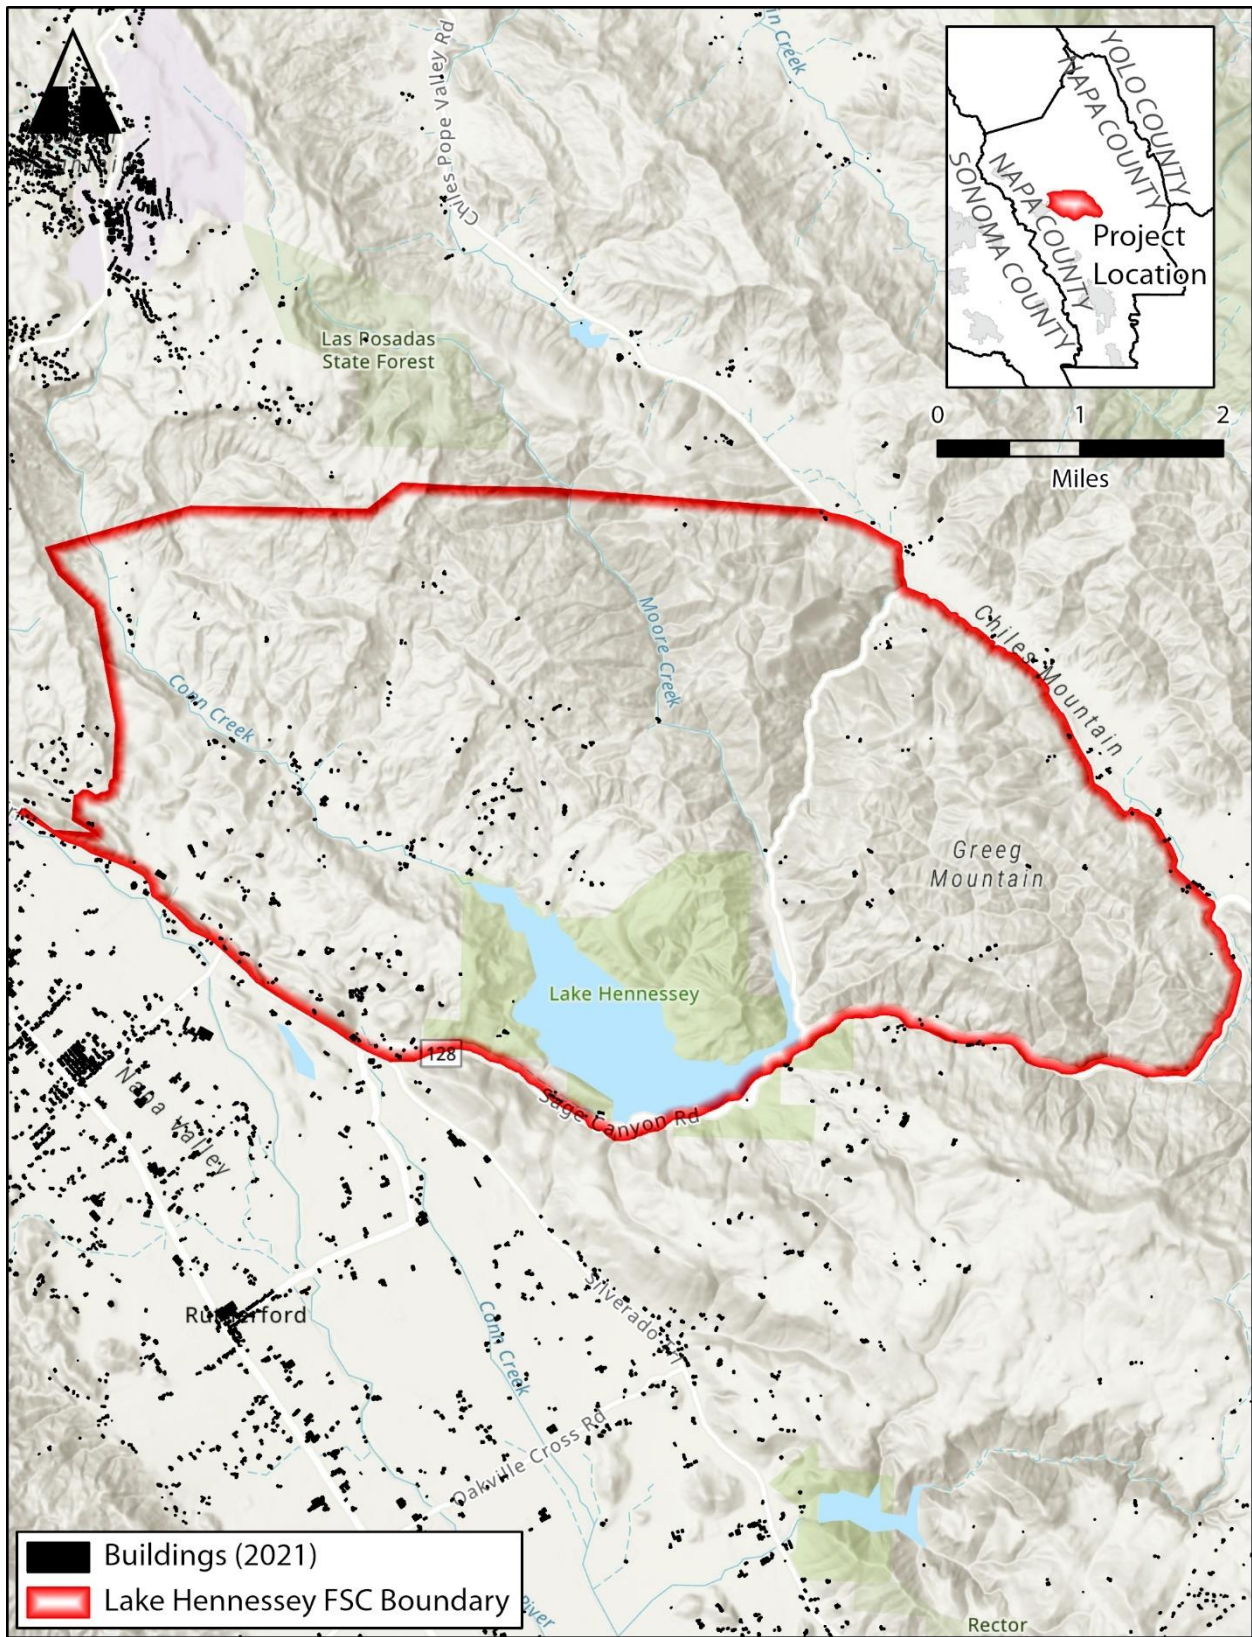 Chiles Pope Valley Rd
in Creek
YOLO COUNTY
NAPA COUNTY
NAPA COUNTY
SONOMA COUNTY
Project
Location
Las Posadas
State Forest
0 1 2
Miles
Chiles Mountain
Moore Creek
Conn Creek
Greeg
Mountain
Lake Hennessey
128
Sage Canyon Rd
Napa Valley
Silverado
Rutherford
Conn Creek
Oakville Cross Rd
Buildings (2021)
Lake Hennessey FSC Boundary
River
Rector